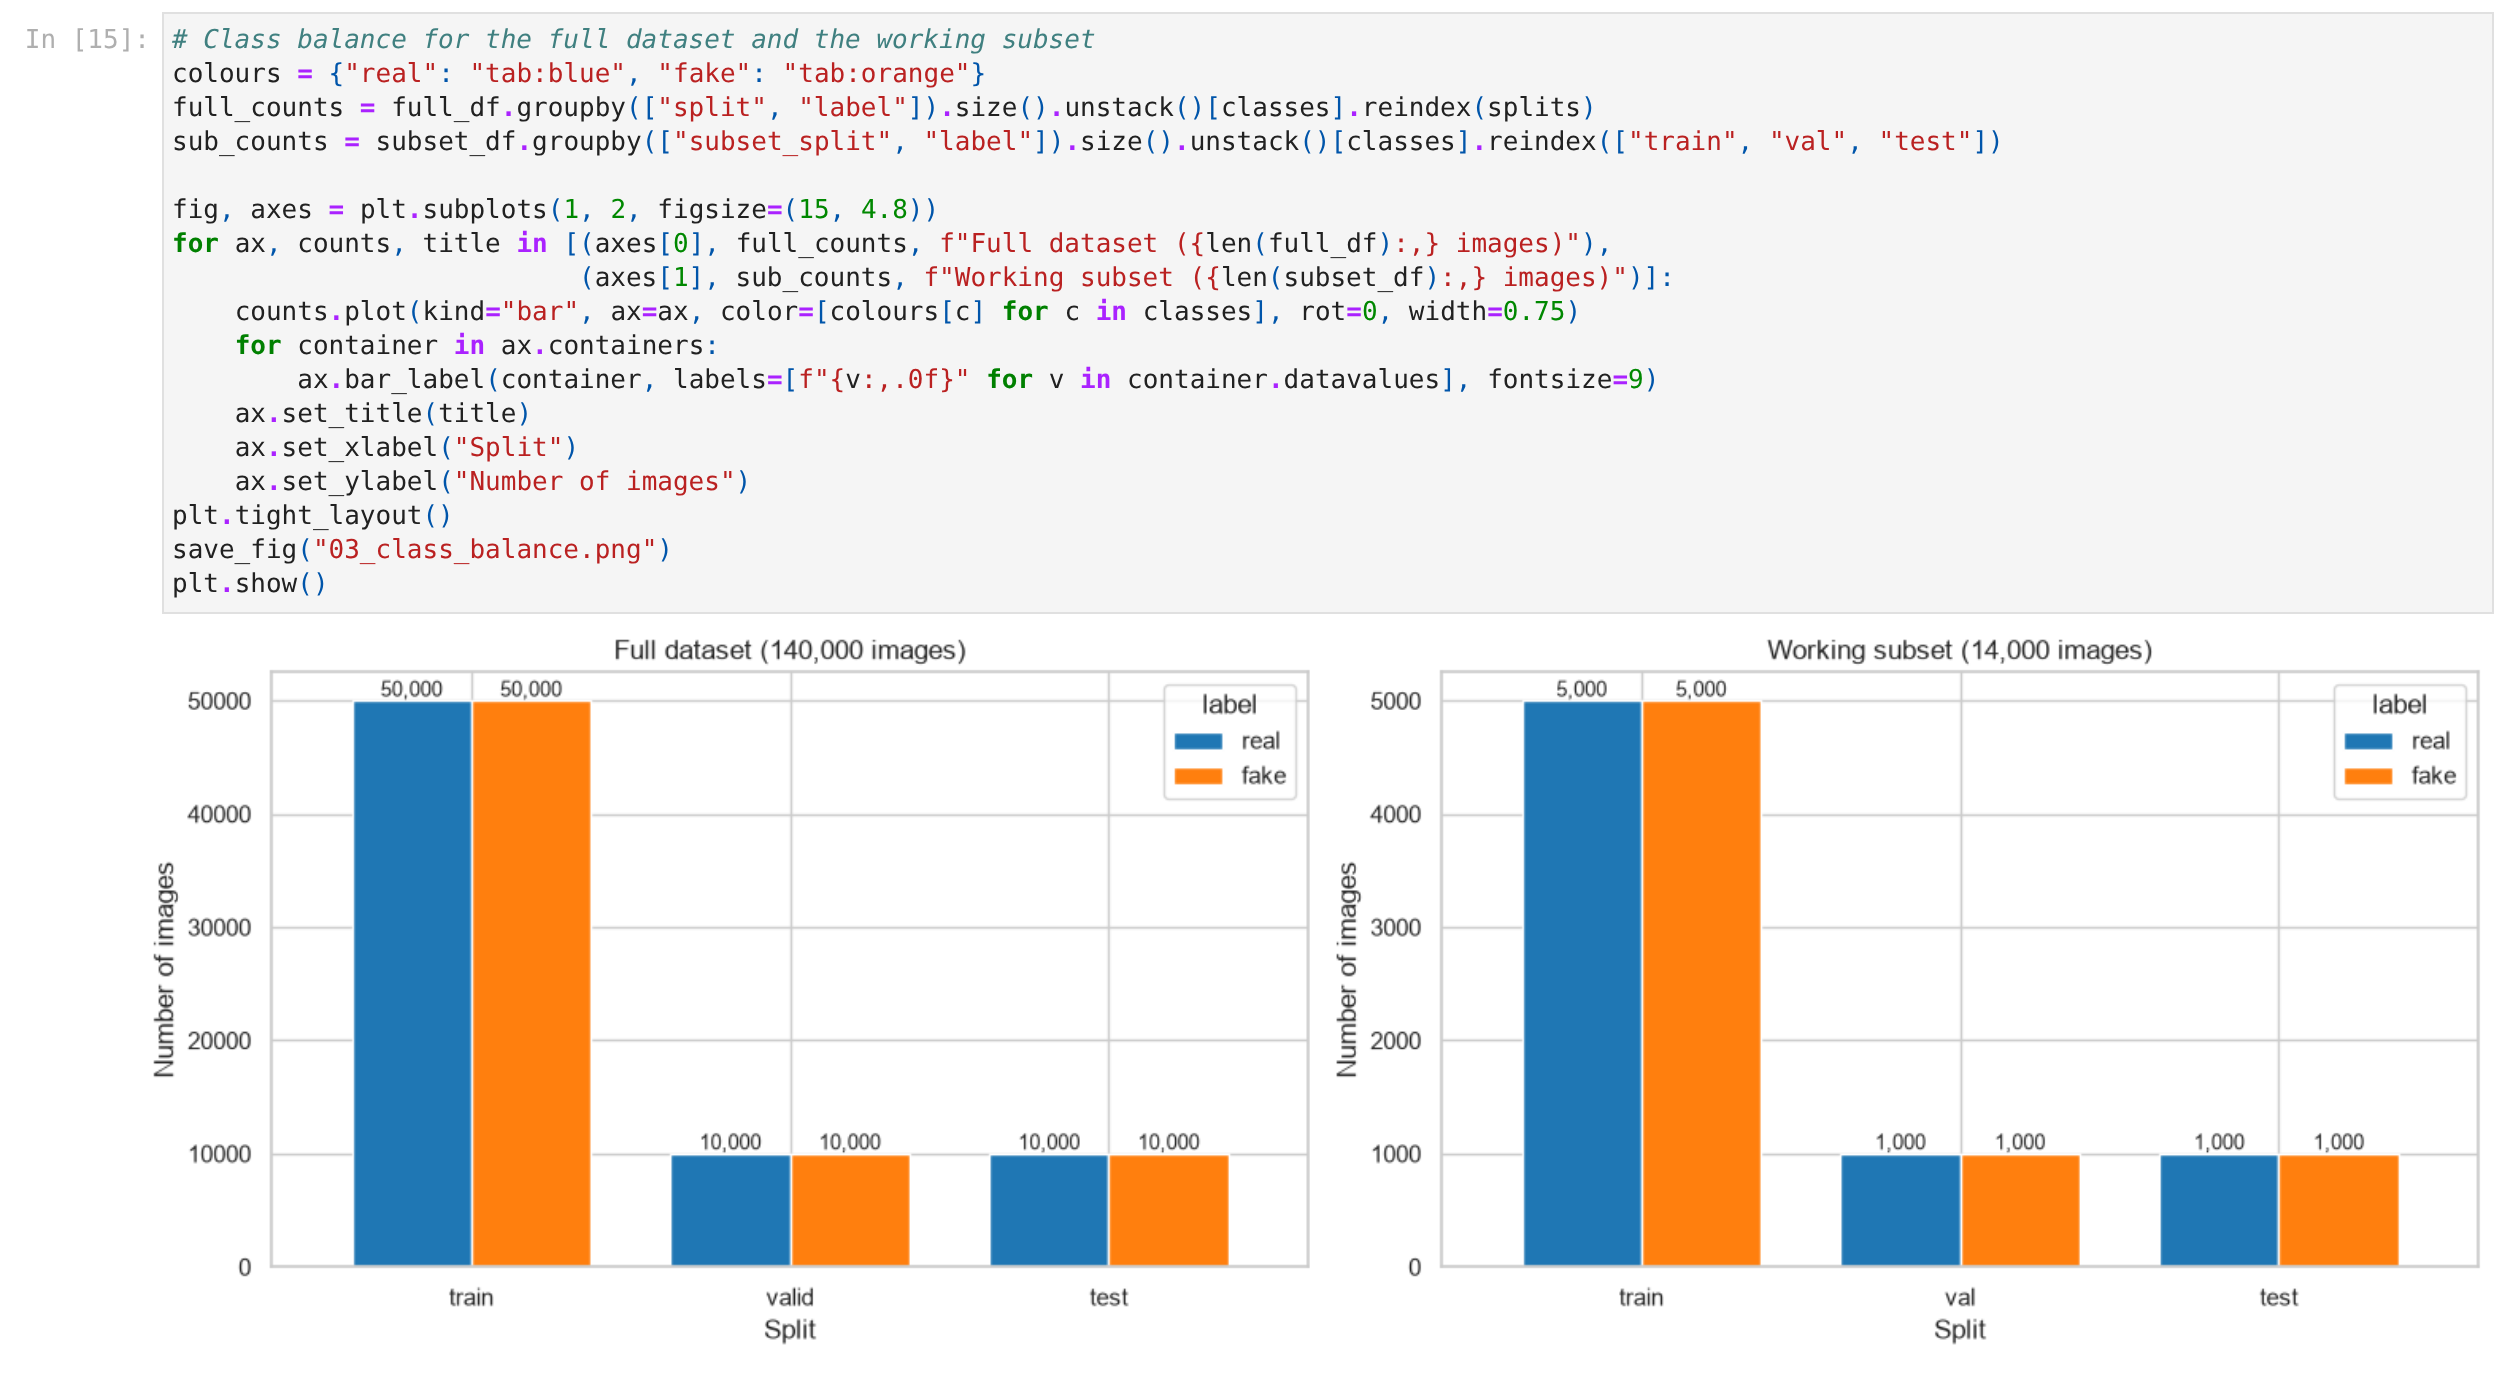 In [15]:
# Class balance for the full dataset and the working subset
colours = {"real": "tab:blue", "fake": "tab:orange"}
full_counts = full_df.groupby(["split", "label"]).size().unstack()[classes].reindex(splits)
sub_counts = subset_df.groupby(["subset_split", "label"]).size().unstack()[classes].reindex(["train", "val", "test"])

fig, axes = plt.subplots(1, 2, figsize=(15, 4.8))
for ax, counts, title in [(axes[0], full_counts, f"Full dataset ({len(full_df):,} images)"),
                          (axes[1], sub_counts, f"Working subset ({len(subset_df):,} images)")]:
    counts.plot(kind="bar", ax=ax, color=[colours[c] for c in classes], rot=0, width=0.75)
    for container in ax.containers:
        ax.bar_label(container, labels=[f"{v:,.0f}" for v in container.datavalues], fontsize=9)
    ax.set_title(title)
    ax.set_xlabel("Split")
    ax.set_ylabel("Number of images")
plt.tight_layout()
save_fig("03_class_balance.png")
plt.show()
Full dataset (140,000 images)
50,000 50,000
label
real
fake
50000
40000
30000
20000
10000
0
Number of images
10,000 10,000 10,000 10,000
train valid test
Split
Working subset (14,000 images)
5,000 5,000
label
real
fake
5000
4000
3000
2000
1000
0
Number of images
1,000 1,000 1,000 1,000
train val test
Split